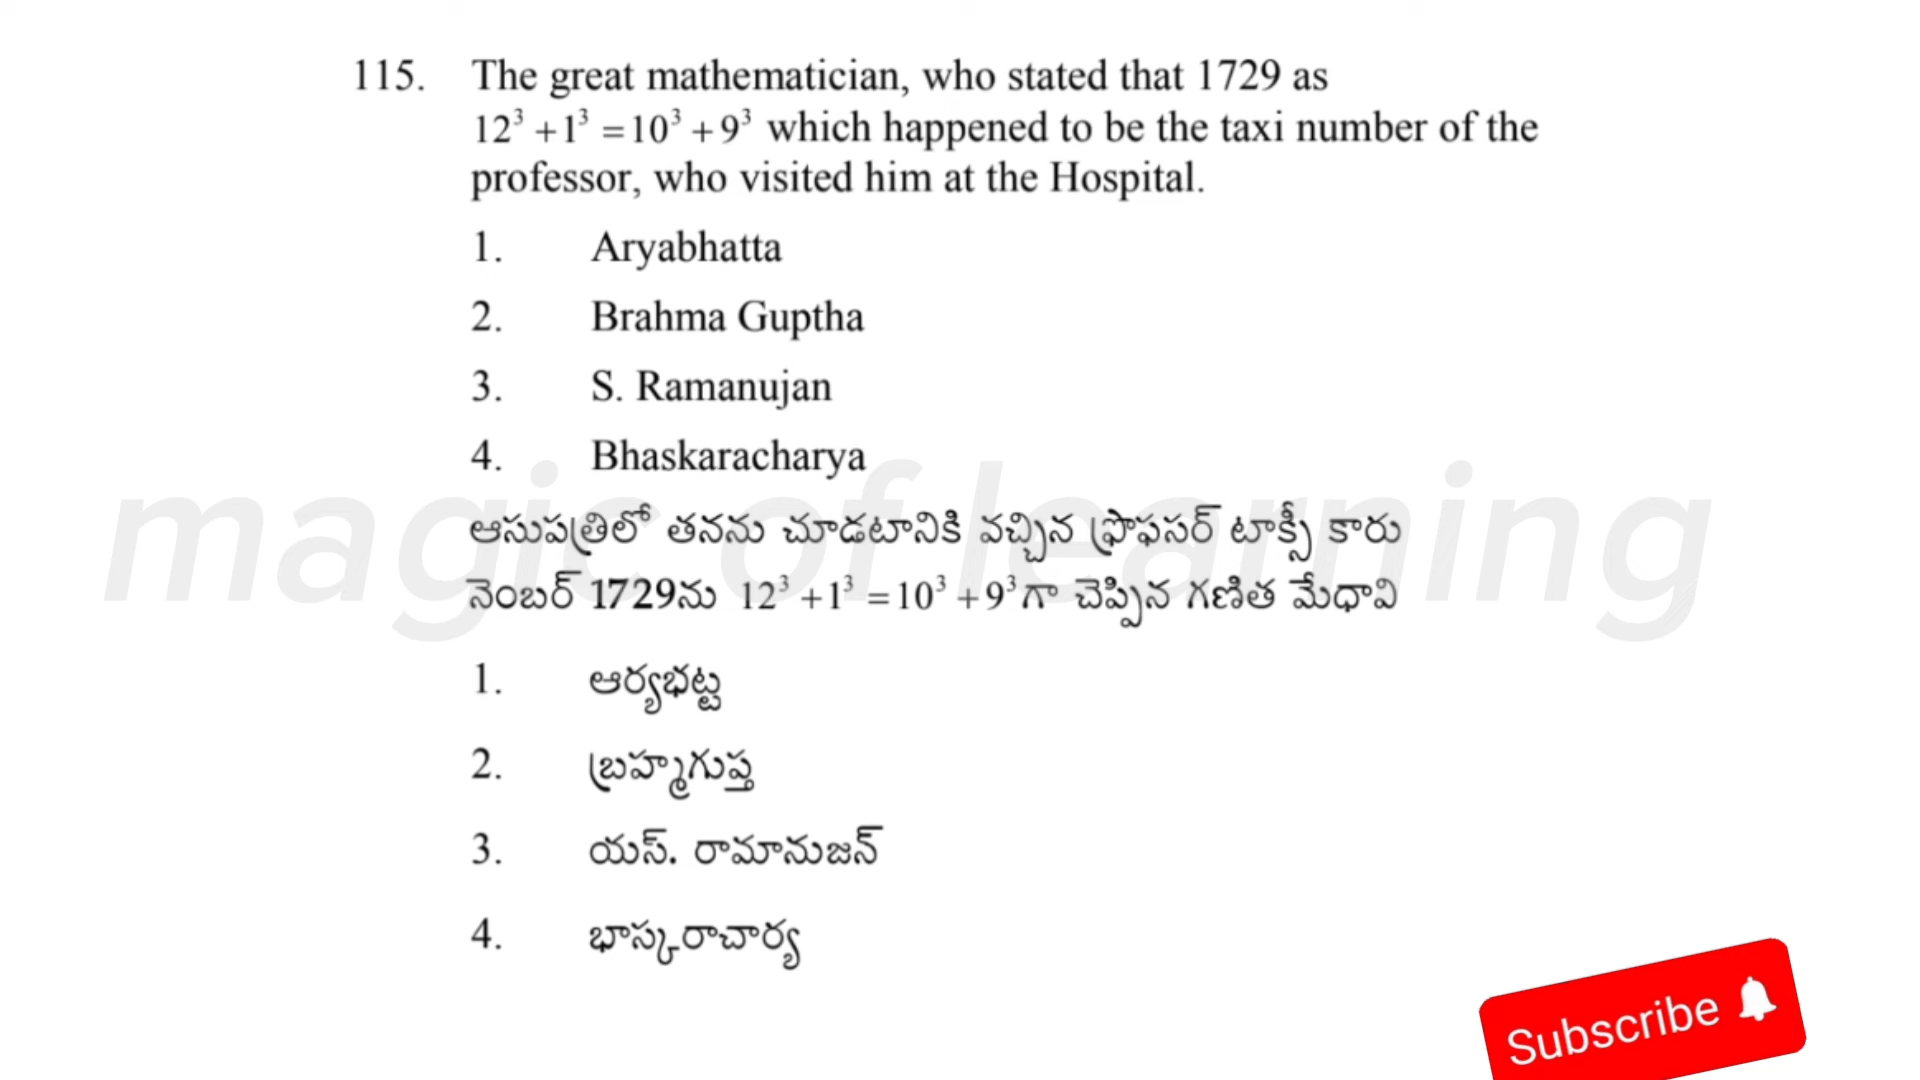 115. The great mathematician, who stated that 1729 as
12³ +1³ =10³ +9³ which happened to be the taxi number of the
professor, who visited him at the Hospital.
1. Aryabhatta
2. Brahma Guptha
3. S. Ramanujan
4. Bhaskaracharya
magic of learning
ఆసుపత్రిలో తనను చూడటానికి వచ్చిన ప్రొఫసర్ టాక్సీ కారు
నెంబర్ 1729ను 12³ +1³ =10³ +9³గా చెప్పిన గణిత మేధావి
1. ఆర్యభట్ట
2. బ్రహ్మగుప్త
3. యస్. రామానుజన్
4. భాస్కరాచార్య
Subscribe